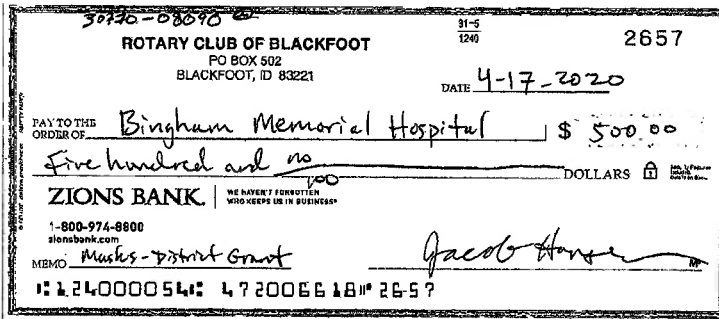 30770-08090
91-5
1240
2657
ROTARY CLUB OF BLACKFOOT
PO BOX 502
BLACKFOOT, ID 83221
DATE 4-17-2020
PAY TO THE
ORDER OF Bingham Memorial Hospital $ 500.00
Five hundred and no/100 DOLLARS
ZIONS BANK.
WE HAVEN'T FORGOTTEN
WHO KEEPS US IN BUSINESS®
1-800-974-8800
zionsbank.com
MEMO Masks-District Grant
Jacob Hansen
MP
⑆124000054⑆ 472006618⑈ 2657